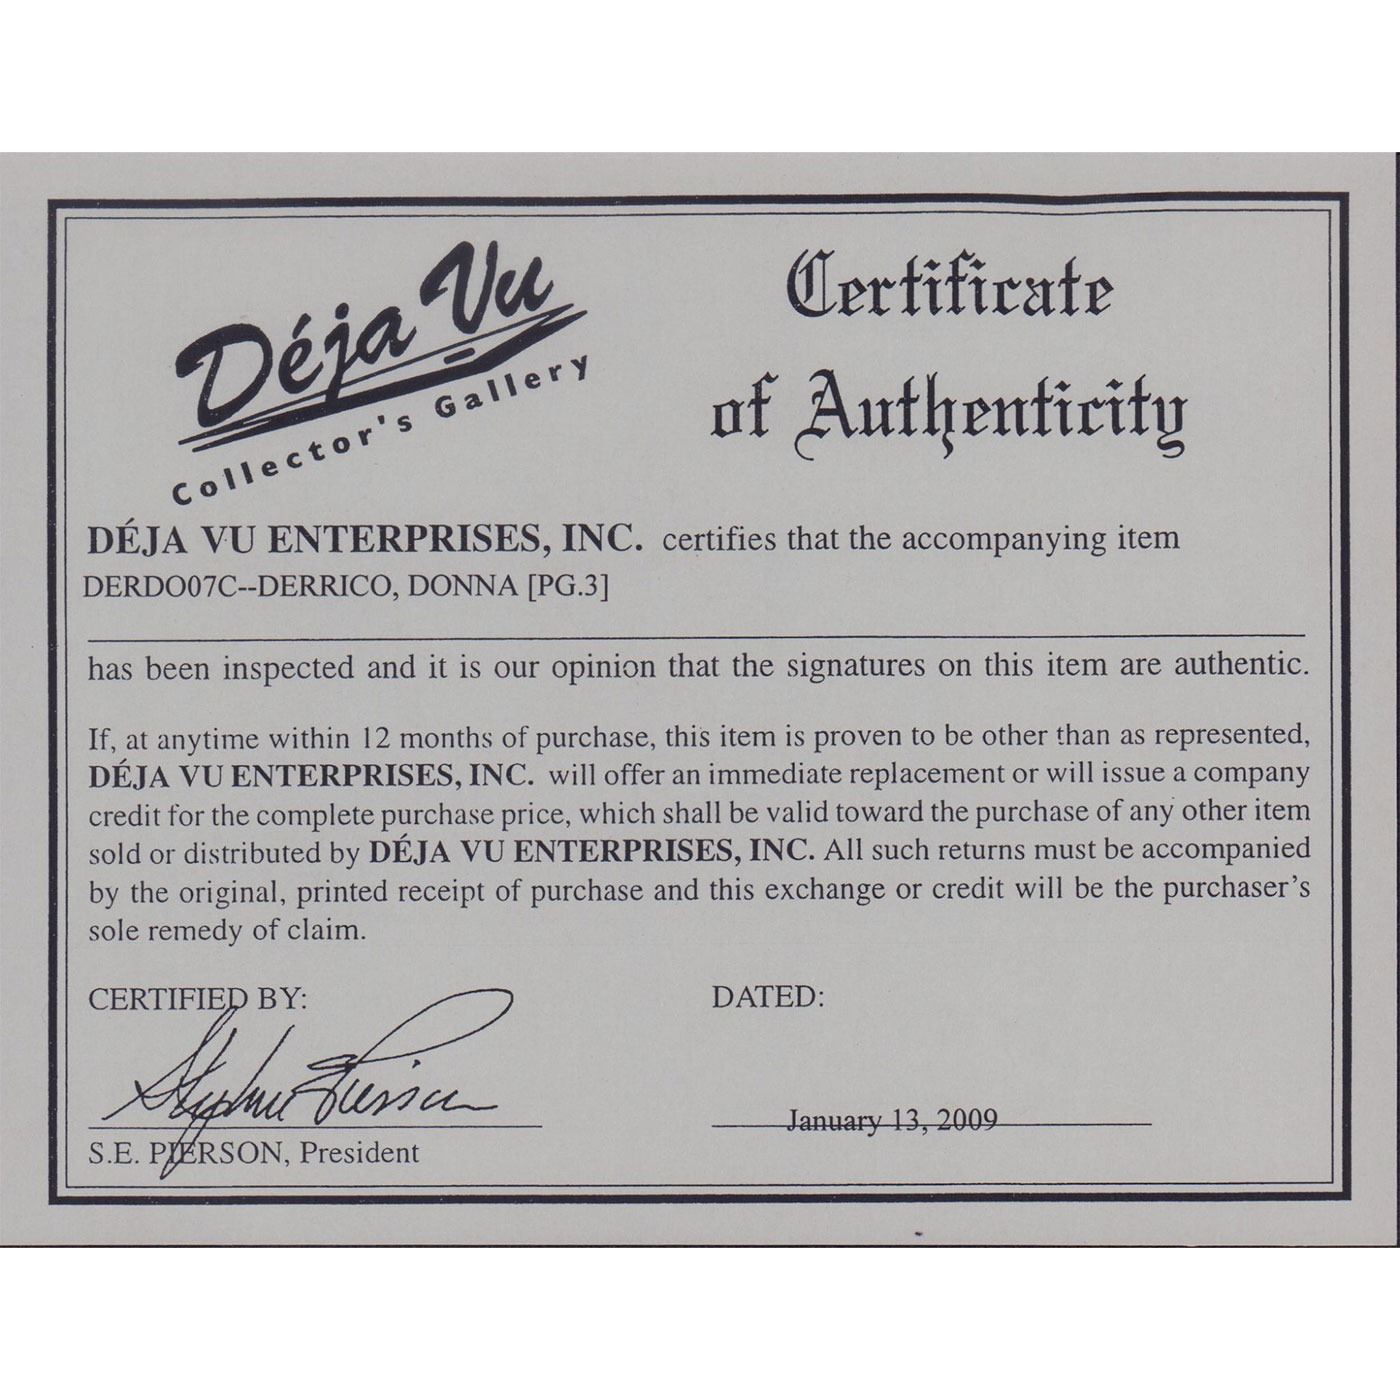 Déja Vu
Collector's Gallery
Certificate
of Authenticity
DÉJA VU ENTERPRISES, INC. certifies that the accompanying item
DERDO07C--DERRICO, DONNA [PG.3]
has been inspected and it is our opinion that the signatures on this item are authentic.
If, at anytime within 12 months of purchase, this item is proven to be other than as represented,
DÉJA VU ENTERPRISES, INC. will offer an immediate replacement or will issue a company
credit for the complete purchase price, which shall be valid toward the purchase of any other item
sold or distributed by DÉJA VU ENTERPRISES, INC. All such returns must be accompanied
by the original, printed receipt of purchase and this exchange or credit will be the purchaser's
sole remedy of claim.
CERTIFIED BY:
DATED:
Stephen Pierson
January 13, 2009
S.E. PIERSON, President